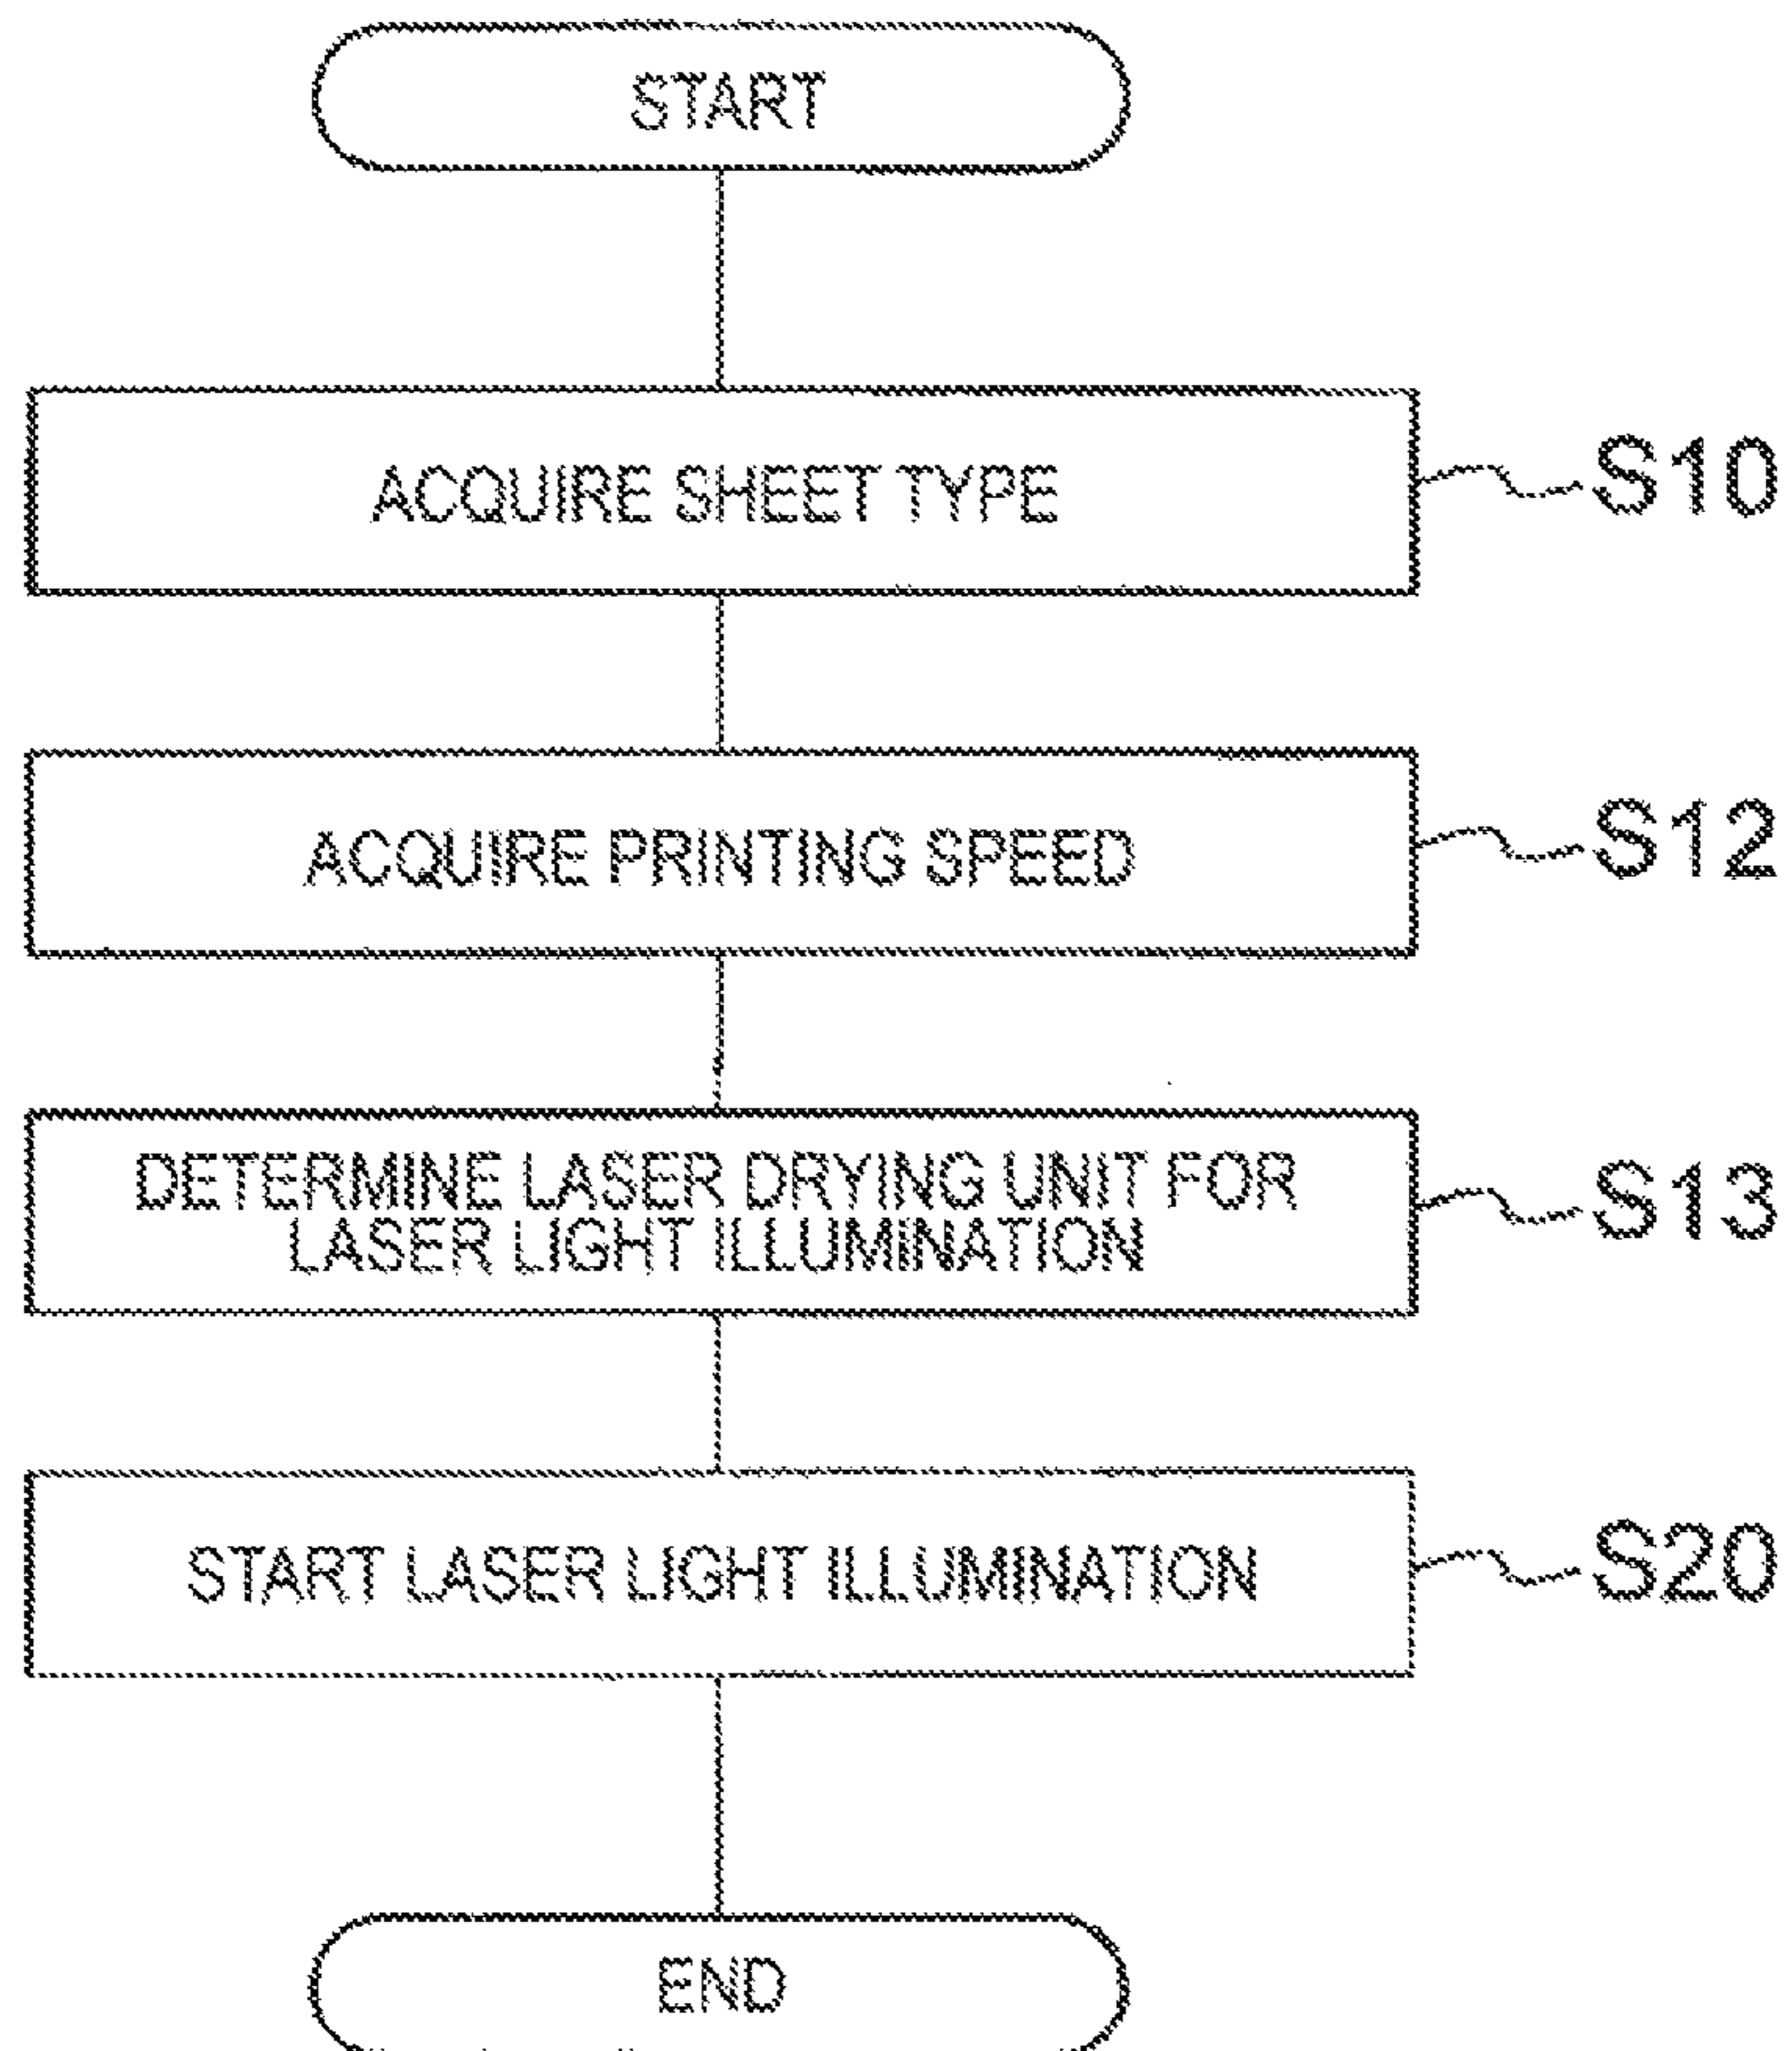 START
ACQUIRE SHEET TYPE
S10
ACQUIRE PRINTING SPEED
S12
DETERMINE LASER DRYING UNIT FOR
LASER LIGHT ILLUMINATION
S13
START LASER LIGHT ILLUMINATION
S20
END